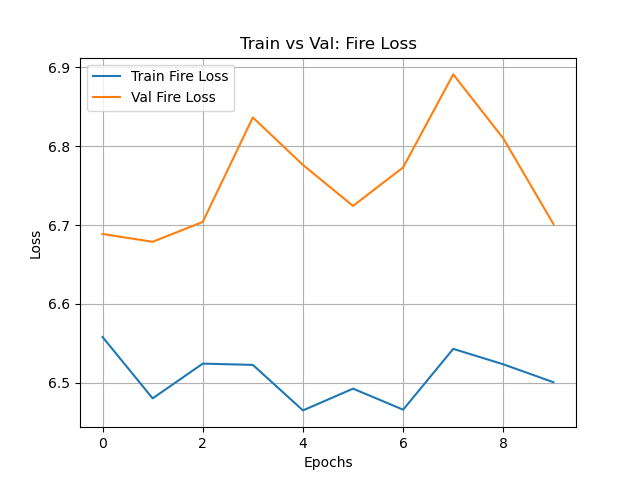 Train vs Val: Fire Loss
Train Fire Loss
Val Fire Loss
6.9
6.8
6.7
6.6
6.5
Loss
0 2 4 6 8
Epochs